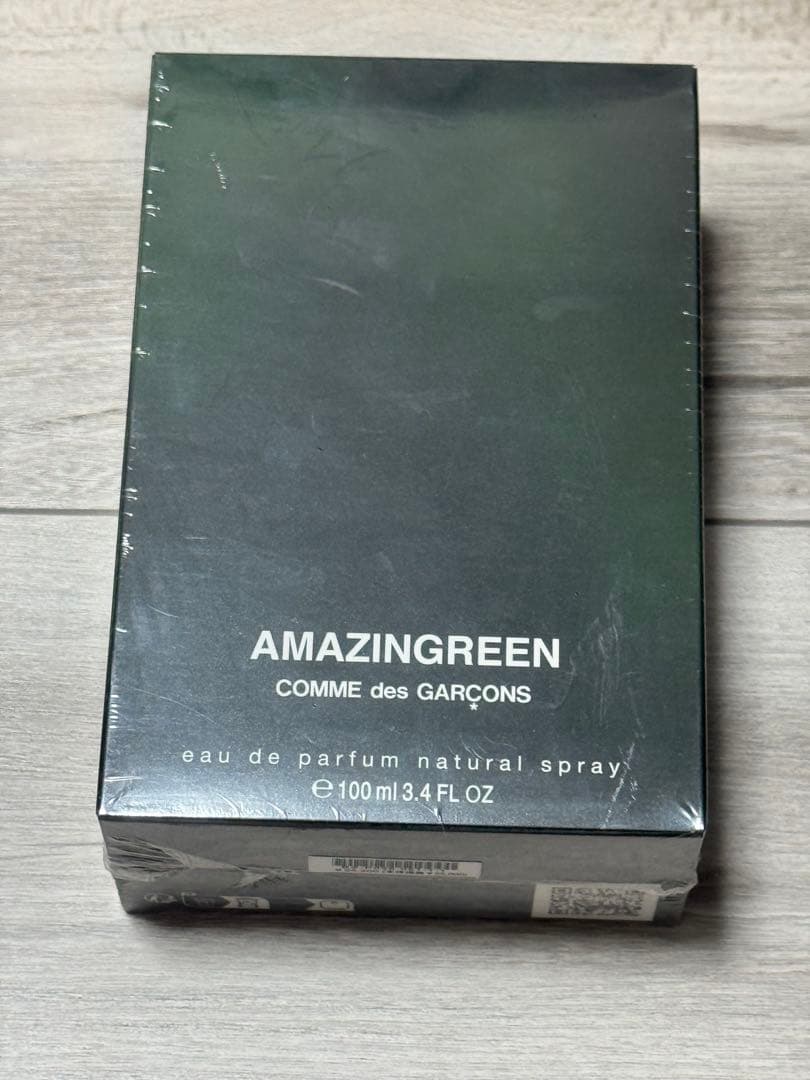 AMAZINGREEN
COMME des GARÇONS
*
eau de parfum natural spray
℮ 100 ml 3.4 FL OZ